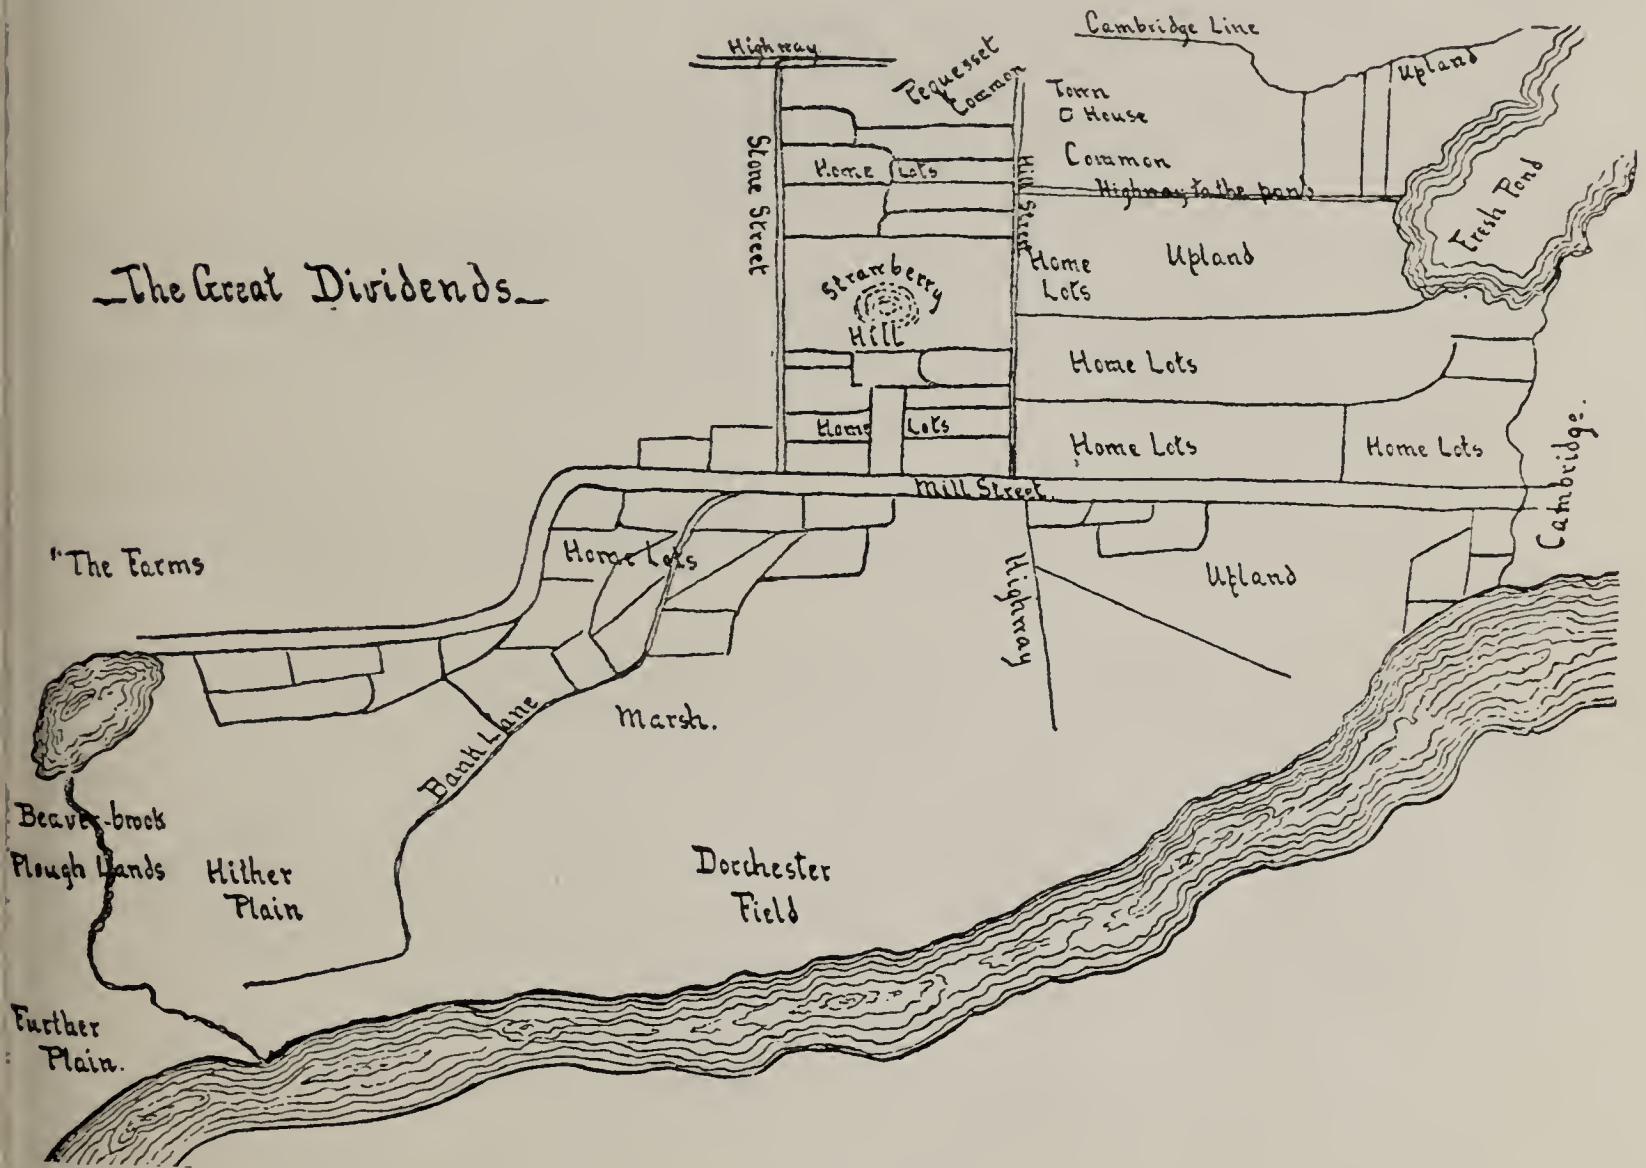 Cambridge Line
Highway
Pequesset
Common
Upland
Town
House
Common
Stone Street
Home Lots
Hill Street
Highway to the pond
Fresh Pond
Home
Lots
Upland
The Great Dividends
Strawberry
Hill
Home Lots
Home Lots
Home Lots
Home Lots
Cambridge.
Mill Street.
"The Farms
Home Lots
Highway
Upland
Bank Lane
Marsh.
Beaver-brook
Plough Lands
Hither
Plain
Dorchester
Field
Further
Plain.